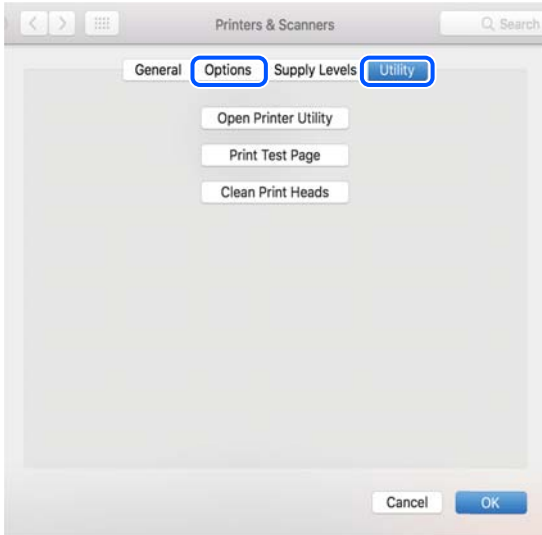 Printers & Scanners Search
General Options Supply Levels Utility
Open Printer Utility
Print Test Page
Clean Print Heads
Cancel OK